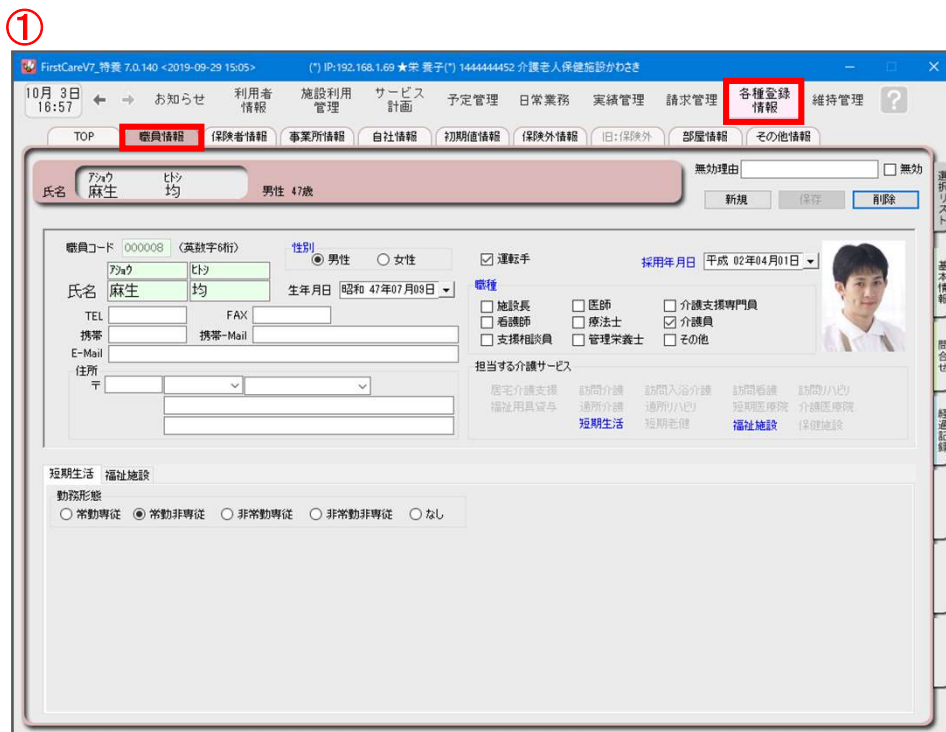 ①
FirstCareV7_特養 7.0.140 <2019-09-29 15:05> (*) IP:192.168.1.69 ★栄 養子(*) 1444444452 介護老人保健施設かわさき
10月 3日 16:57 お知らせ 利用者情報 施設利用管理 サービス計画 予定管理 日常業務 実績管理 請求管理 各種登録情報 維持管理 ?
TOP 職員情報 保険者情報 事業所情報 自社情報 初期値情報 保険外情報 旧:保険外 部屋情報 その他情報
無効理由 無効
アショウ ヒトシ
氏名 麻生 均 男性 47歳
新規 保存 削除
選択リスト
基本情報
問合せ
経過記録
職員コード 000008 (英数字6桁) 性別 男性 女性 運転手 採用年月日 平成 02年04月01日
アショウ ヒトシ
氏名 麻生 均 生年月日 昭和 47年07月09日
職種
施設長 医師 介護支援専門員
看護師 療法士 介護員
支援相談員 管理栄養士 その他
TEL FAX
携帯 携帯-Mail
E-Mail
住所
〒
担当する介護サービス
居宅介護支援 訪問介護 訪問入浴介護 訪問看護 訪問リハビリ
福祉用具貸与 通所介護 通所リハビリ 短期医療院 介護医療院
短期生活 短期老健 福祉施設 保健施設
短期生活 福祉施設
勤務形態
常勤専従 常勤非専従 非常勤専従 非常勤非専従 なし